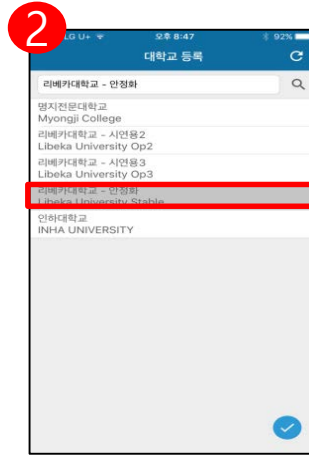 2
LG U+ 오후 8:47 92%
대학교 등록
리베카대학교 - 안정화
명지전문대학교
Myongji College
리베카대학교 - 시연용2
Libeka University Op2
리베카대학교 - 시연용3
Libeka University Op3
리베카대학교 - 안정화
Libeka University Stable
인하대학교
INHA UNIVERSITY